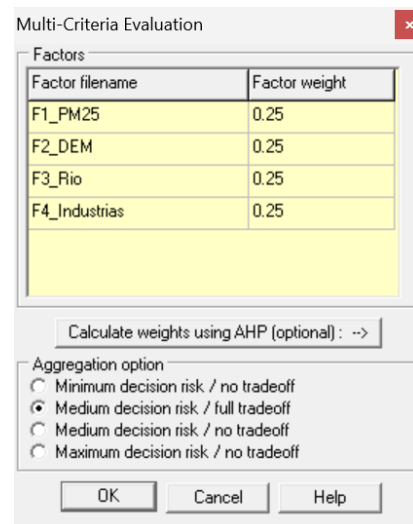 Multi-Criteria Evaluation
×
Factors
Factor filename Factor weight
F1_PM25 0.25
F2_DEM 0.25
F3_Rio 0.25
F4_Industrias 0.25
Calculate weights using AHP (optional) : -->
Aggregation option
Minimum decision risk / no tradeoff
Medium decision risk / full tradeoff
Medium decision risk / no tradeoff
Maximum decision risk / no tradeoff
OK Cancel Help